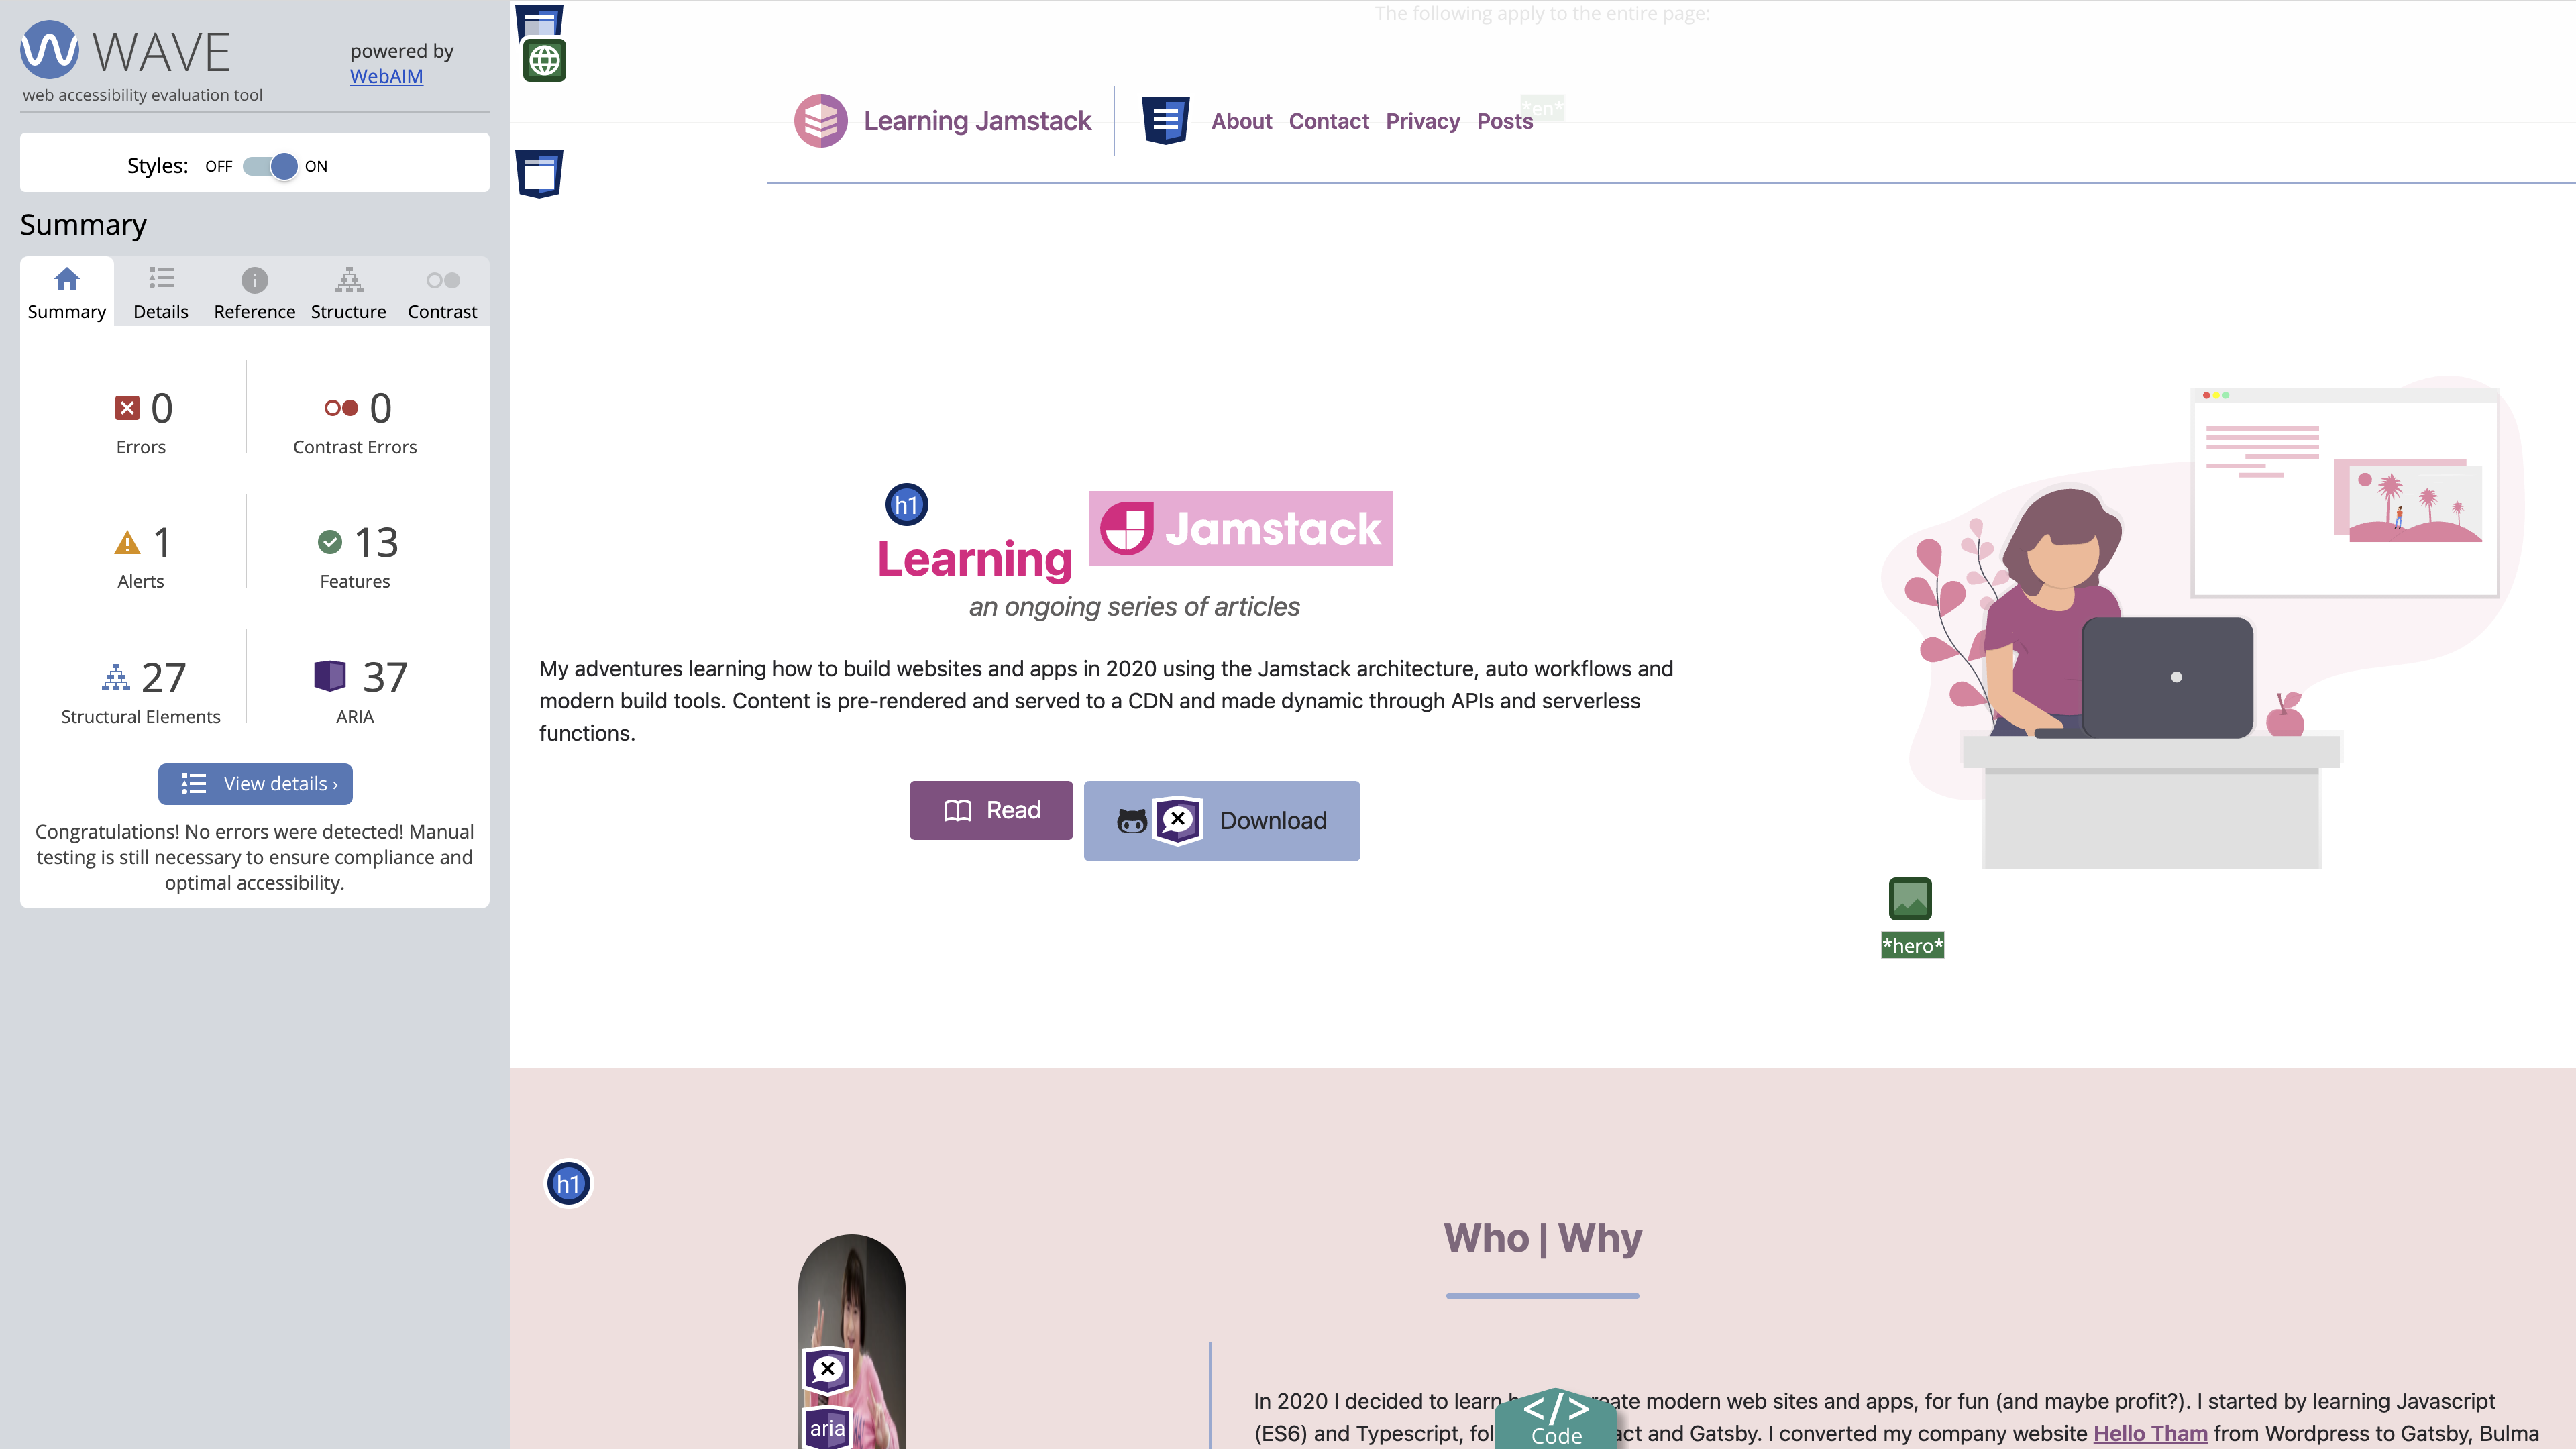 WAVE
powered by
WebAIM
web accessibility evaluation tool
Styles: OFF ON
Summary
Summary
Details
Reference
Structure
Contrast
0
Errors
0
Contrast Errors
1
Alerts
13
Features
27
Structural Elements
37
ARIA
View details ›
Congratulations! No errors were detected! Manual
testing is still necessary to ensure compliance and
optimal accessibility.
The following apply to the entire page:
*en*
Learning Jamstack
About Contact Privacy Posts
h1
Learning Jamstack
an ongoing series of articles
My adventures learning how to build websites and apps in 2020 using the Jamstack architecture, auto workflows and
modern build tools. Content is pre-rendered and served to a CDN and made dynamic through APIs and serverless
functions.
Read
Download
*hero*
h1
Who | Why
aria
In 2020 I decided to learn eate modern web sites and apps, for fun (and maybe profit?). I started by learning Javascript
(ES6) and Typescript, fol act and Gatsby. I converted my company website Hello Tham from Wordpress to Gatsby, Bulma
</>
Code